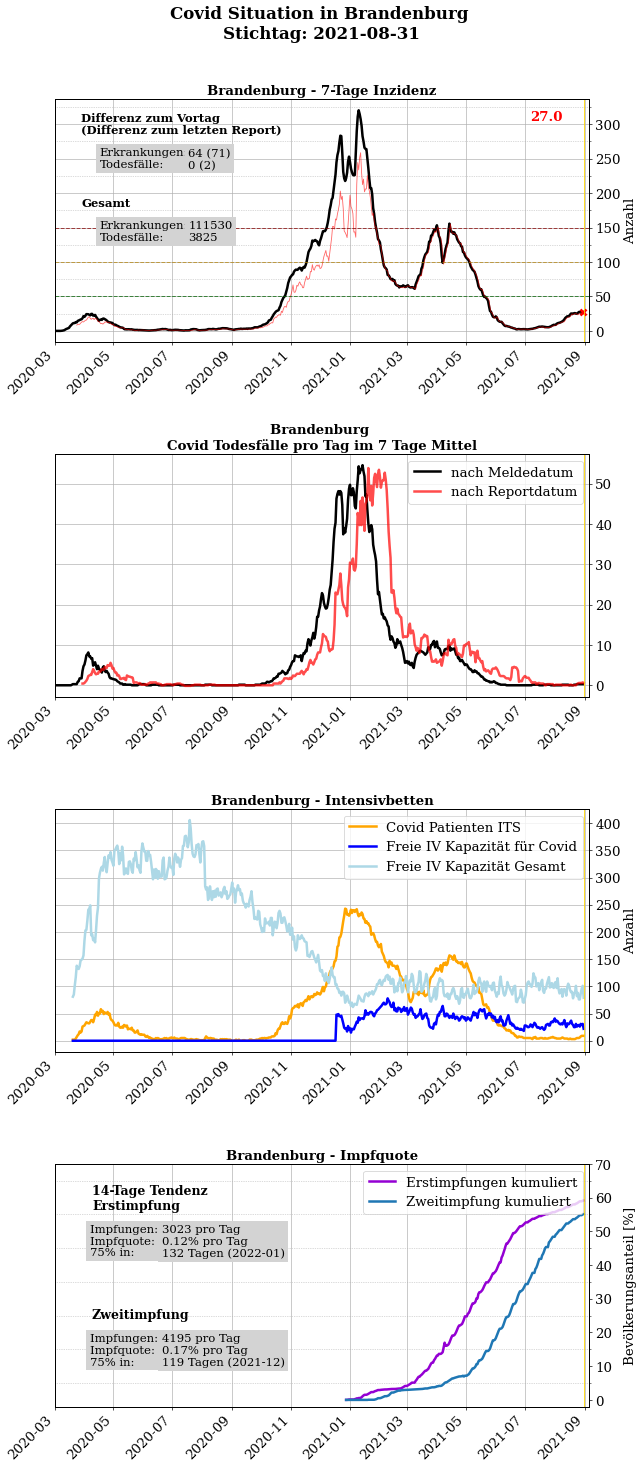 Covid Situation in Brandenburg
Stichtag: 2021-08-31
Brandenburg - 7-Tage Inzidenz
Differenz zum Vortag
(Differenz zum letzten Report)
Erkrankungen 64 (71)
Todesfälle: 0 (2)
Gesamt
Erkrankungen 111530
Todesfälle: 3825
27.0
300
250
200
150
100
50
0
Anzahl
2020-03
2020-05
2020-07
2020-09
2020-11
2021-01
2021-03
2021-05
2021-07
2021-09
Brandenburg
Covid Todesfälle pro Tag im 7 Tage Mittel
nach Meldedatum
nach Reportdatum
50
40
30
20
10
0
2020-03
2020-05
2020-07
2020-09
2020-11
2021-01
2021-03
2021-05
2021-07
2021-09
Brandenburg - Intensivbetten
Covid Patienten ITS
Freie IV Kapazität für Covid
Freie IV Kapazität Gesamt
400
350
300
250
200
150
100
50
0
Anzahl
2020-03
2020-05
2020-07
2020-09
2020-11
2021-01
2021-03
2021-05
2021-07
2021-09
Brandenburg - Impfquote
14-Tage Tendenz
Erstimpfung
Impfungen: 3023 pro Tag
Impfquote: 0.12% pro Tag
75% in: 132 Tagen (2022-01)
Zweitimpfung
Impfungen: 4195 pro Tag
Impfquote: 0.17% pro Tag
75% in: 119 Tagen (2021-12)
Erstimpfungen kumuliert
Zweitimpfung kumuliert
70
60
50
40
30
20
10
0
Bevölkerungsanteil [%]
2020-03
2020-05
2020-07
2020-09
2020-11
2021-01
2021-03
2021-05
2021-07
2021-09